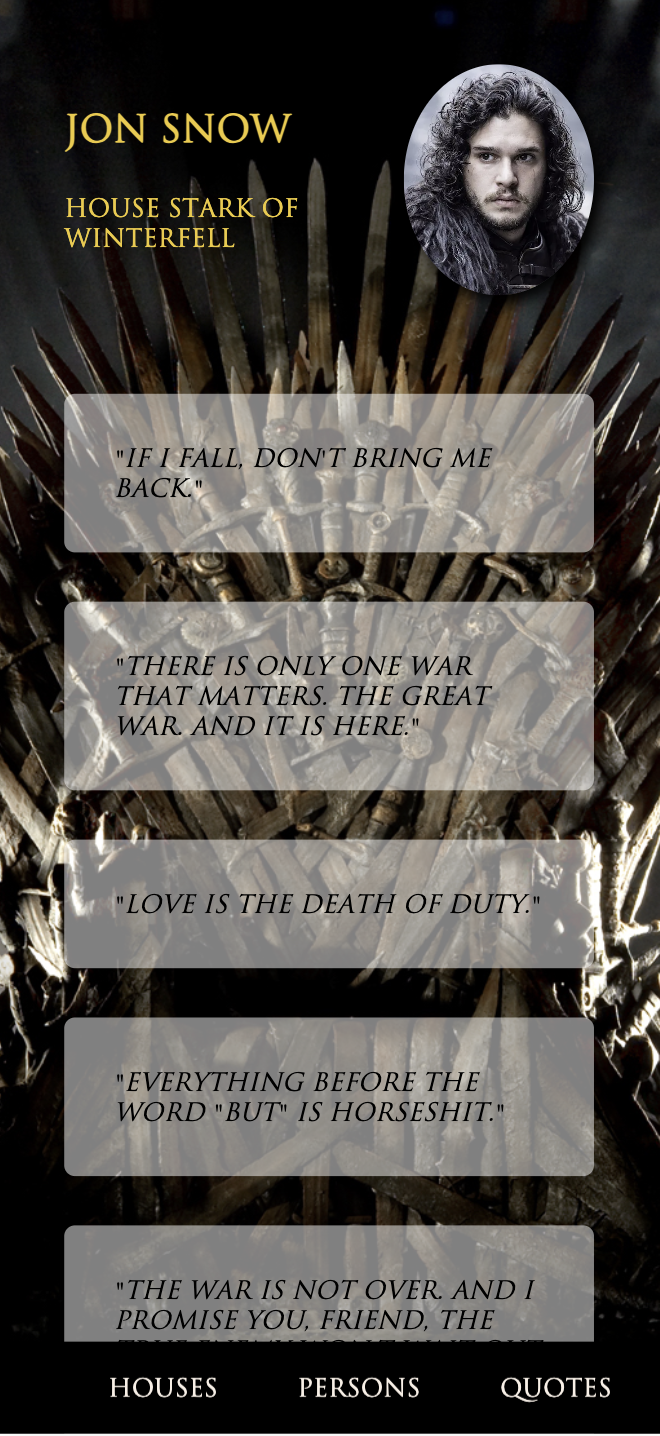 JON SNOW
HOUSE STARK OF
WINTERFELL
"IF I FALL, DON'T BRING ME
BACK."
"THERE IS ONLY ONE WAR
THAT MATTERS. THE GREAT
WAR. AND IT IS HERE."
"LOVE IS THE DEATH OF DUTY."
"EVERYTHING BEFORE THE
WORD "BUT" IS HORSESHIT."
"THE WAR IS NOT OVER. AND I
PROMISE YOU, FRIEND, THE
HOUSES PERSONS QUOTES